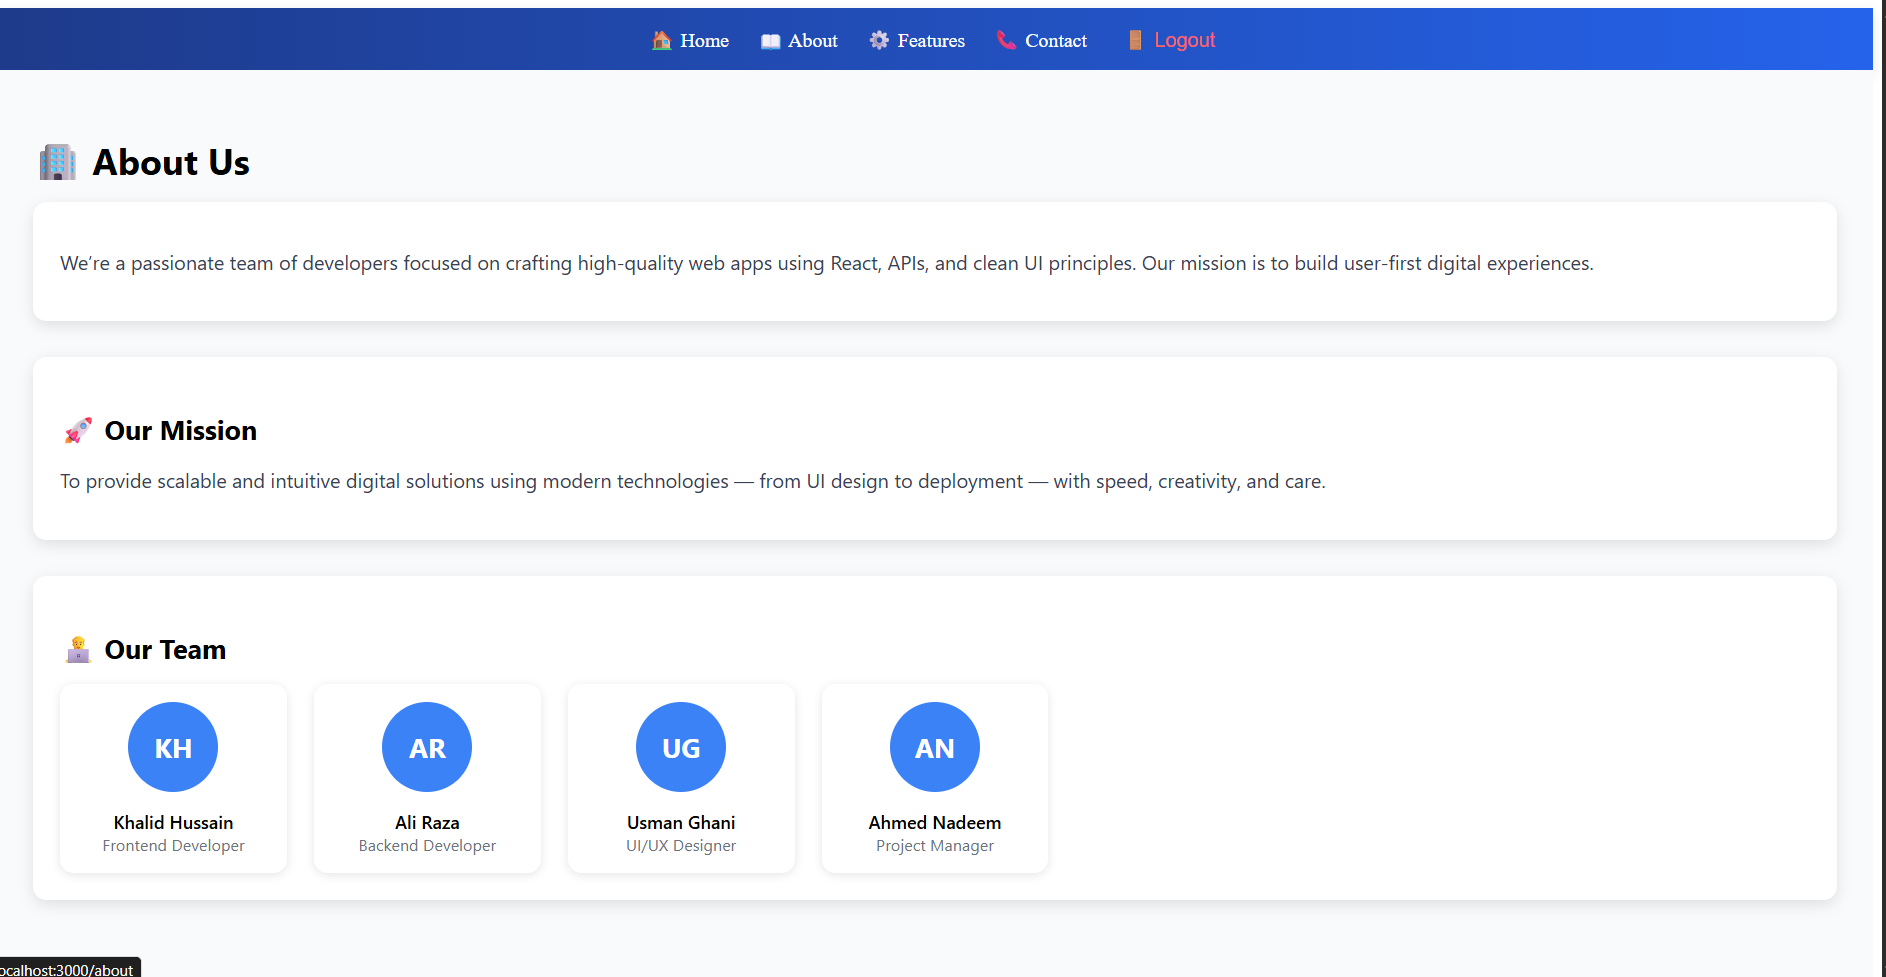 Home About Features Contact Logout
About Us
We’re a passionate team of developers focused on crafting high-quality web apps using React, APIs, and clean UI principles. Our mission is to build user-first digital experiences.
Our Mission
To provide scalable and intuitive digital solutions using modern technologies — from UI design to deployment — with speed, creativity, and care.
Our Team
KH AR UG AN
Khalid Hussain Ali Raza Usman Ghani Ahmed Nadeem
Frontend Developer Backend Developer UI/UX Designer Project Manager
ocalhost:3000/about